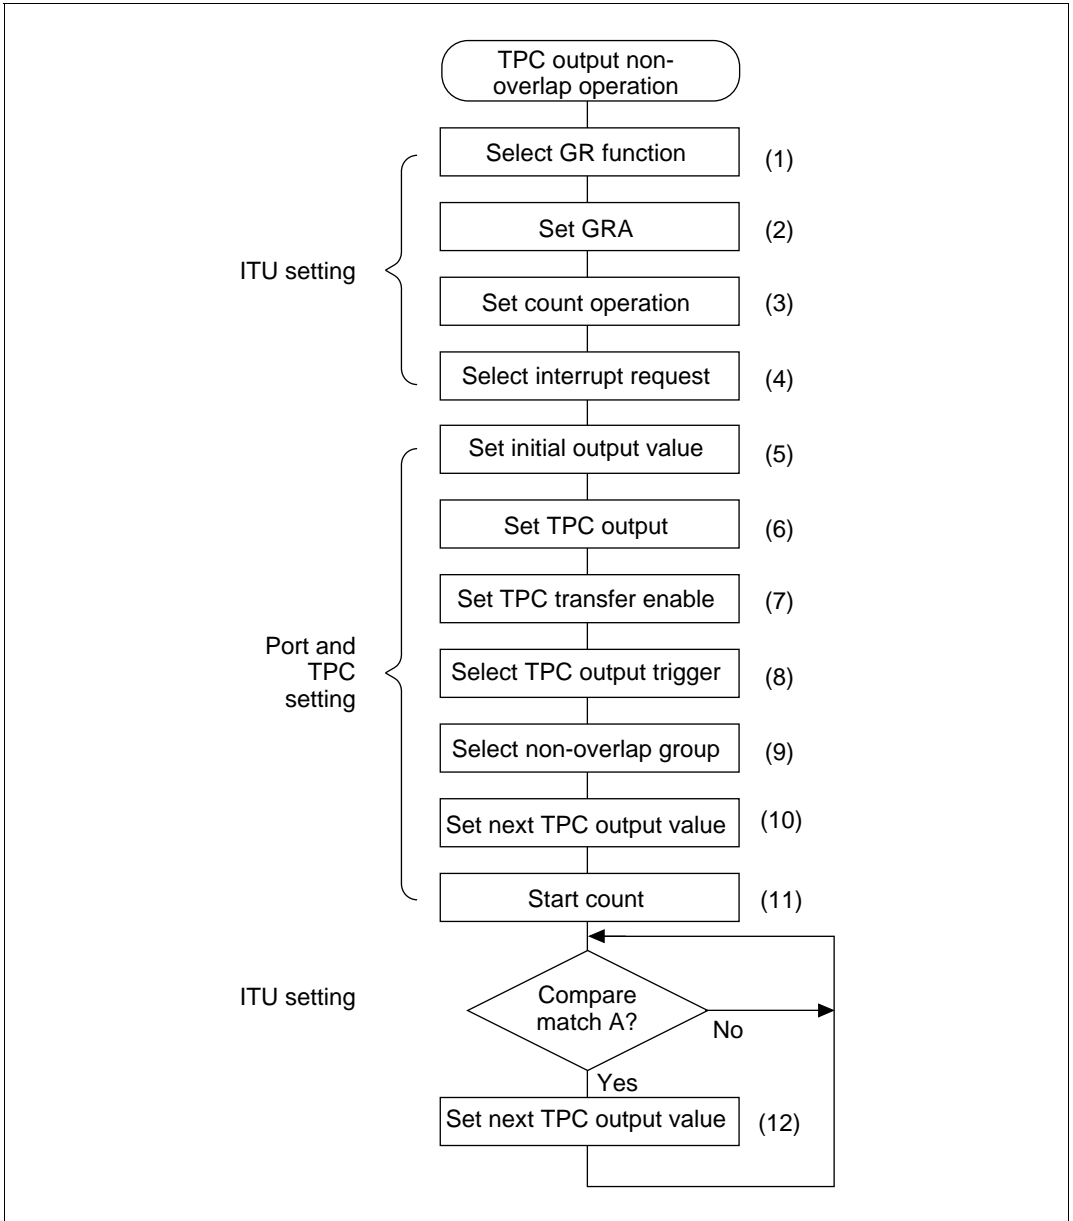 TPC output non-
overlap operation
Select GR function
(1)
Set GRA
(2)
ITU setting
Set count operation
(3)
Select interrupt request
(4)
Set initial output value
(5)
Set TPC output
(6)
Set TPC transfer enable
(7)
Port and
TPC
setting
Select TPC output trigger
(8)
Select non-overlap group
(9)
Set next TPC output value
(10)
Start count
(11)
ITU setting
Compare
match A?
No
Yes
Set next TPC output value
(12)